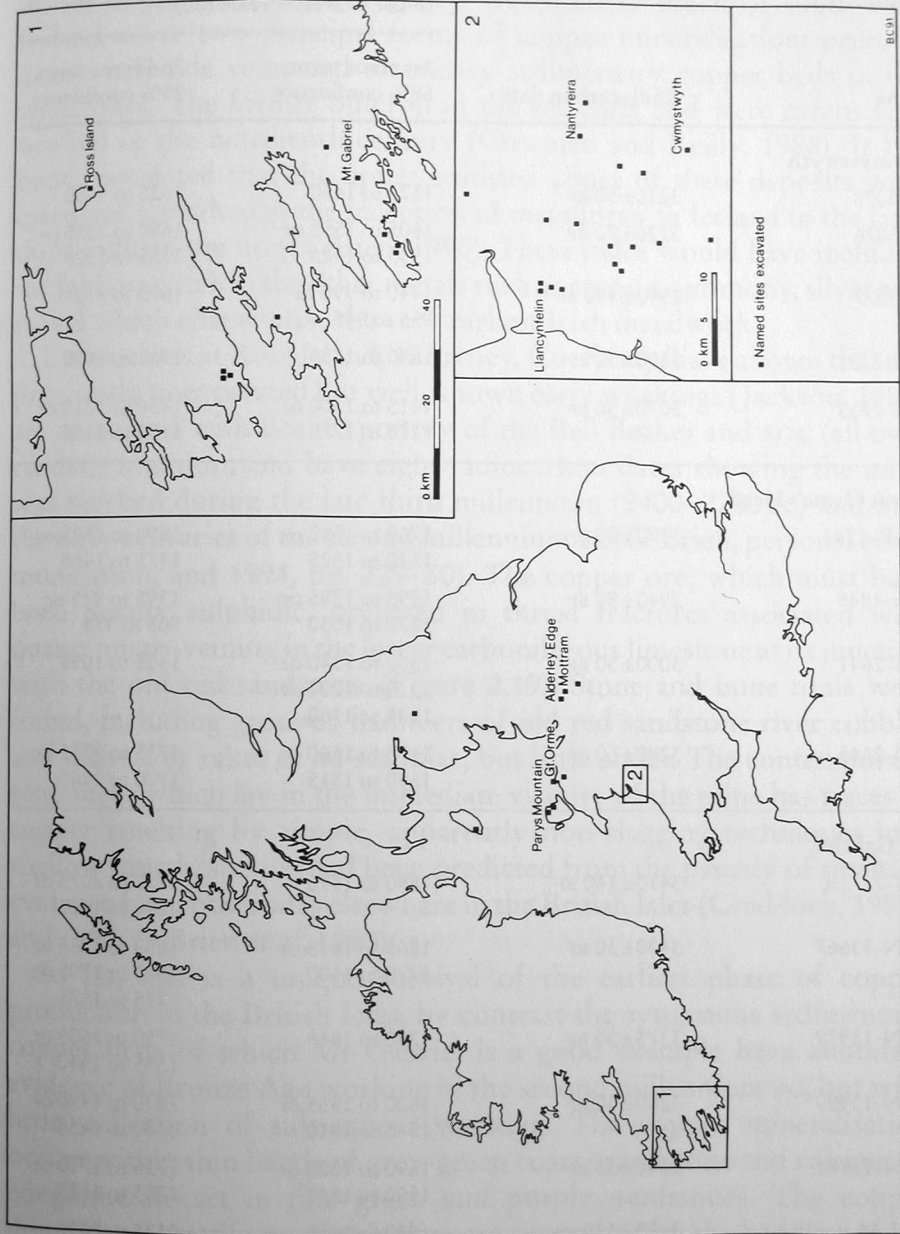 1
Ross Island
Mt Gabriel
0 km 20 40
2
Nantyreira
Cwmystwyth
Llancynfelin
0 km 5 10
Named sites excavated
BC91
Parys Mountain
Gt Orme
Alderley Edge
Mottram
2
1